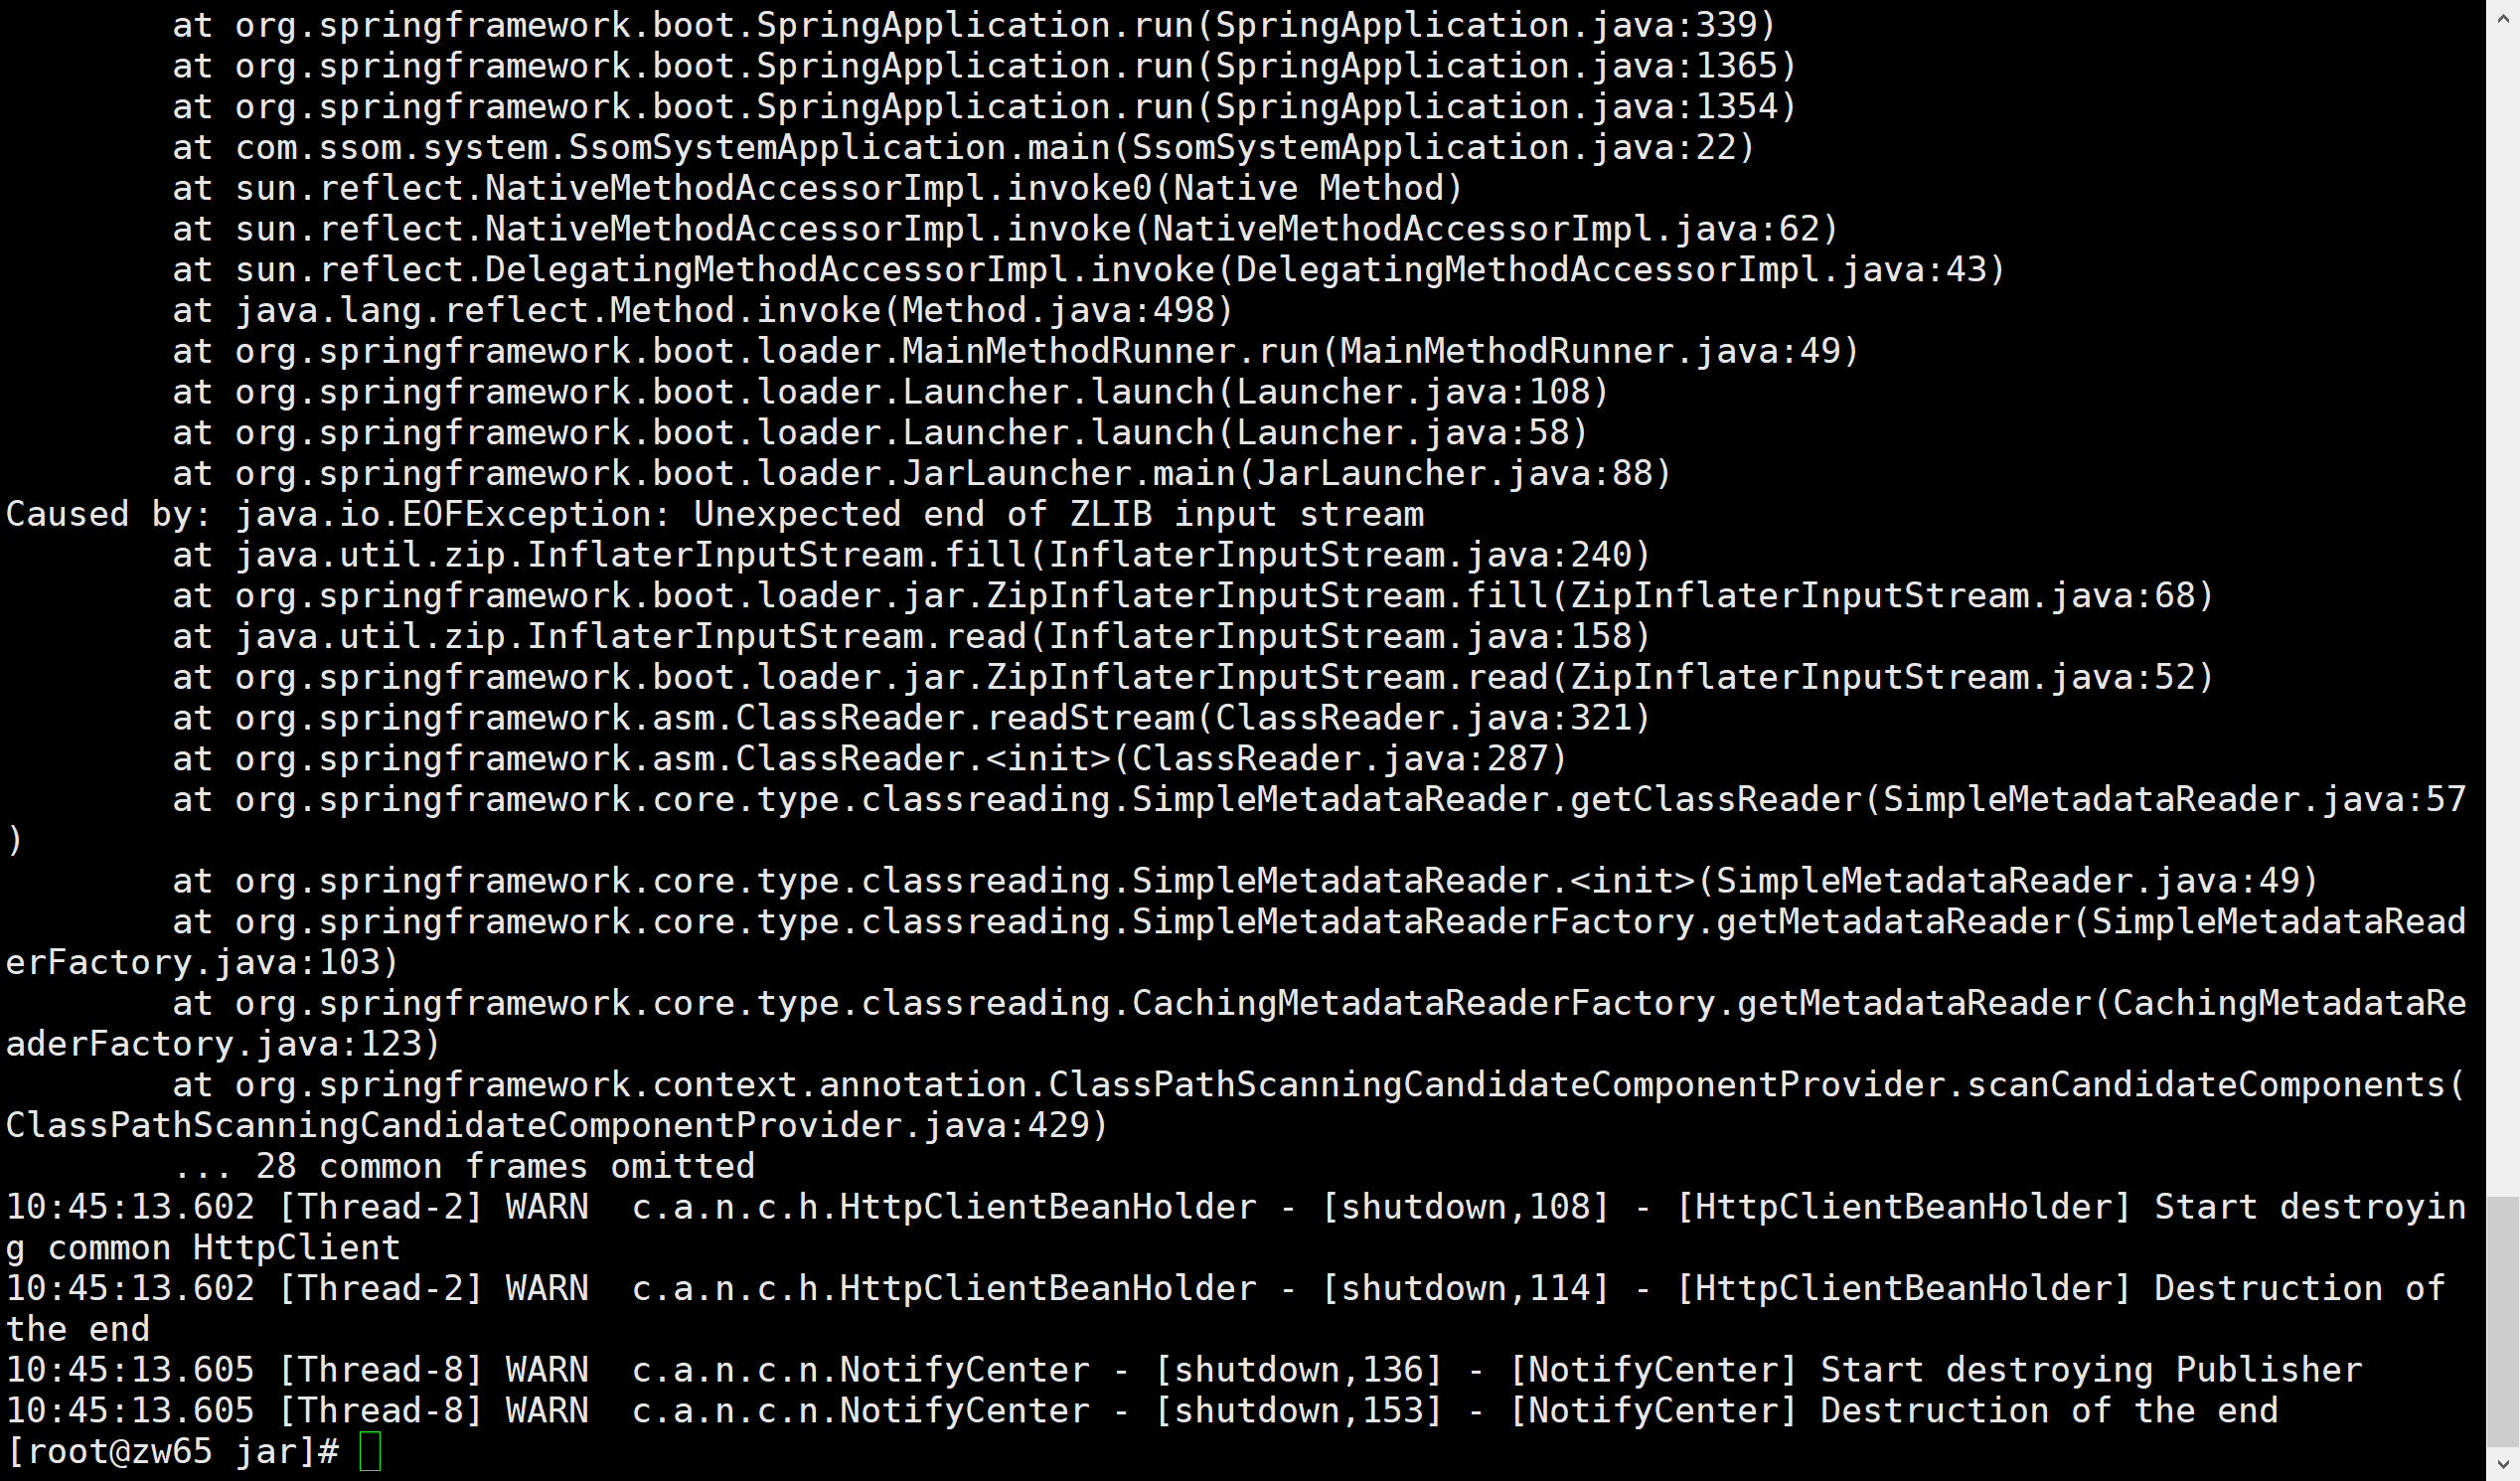 at org.springframework.boot.SpringApplication.run(SpringApplication.java:339)
at org.springframework.boot.SpringApplication.run(SpringApplication.java:1365)
at org.springframework.boot.SpringApplication.run(SpringApplication.java:1354)
at com.ssom.system.SsomSystemApplication.main(SsomSystemApplication.java:22)
at sun.reflect.NativeMethodAccessorImpl.invoke0(Native Method)
at sun.reflect.NativeMethodAccessorImpl.invoke(NativeMethodAccessorImpl.java:62)
at sun.reflect.DelegatingMethodAccessorImpl.invoke(DelegatingMethodAccessorImpl.java:43)
at java.lang.reflect.Method.invoke(Method.java:498)
at org.springframework.boot.loader.MainMethodRunner.run(MainMethodRunner.java:49)
at org.springframework.boot.loader.Launcher.launch(Launcher.java:108)
at org.springframework.boot.loader.Launcher.launch(Launcher.java:58)
at org.springframework.boot.loader.JarLauncher.main(JarLauncher.java:88)
Caused by: java.io.EOFException: Unexpected end of ZLIB input stream
at java.util.zip.InflaterInputStream.fill(InflaterInputStream.java:240)
at org.springframework.boot.loader.jar.ZipInflaterInputStream.fill(ZipInflaterInputStream.java:68)
at java.util.zip.InflaterInputStream.read(InflaterInputStream.java:158)
at org.springframework.boot.loader.jar.ZipInflaterInputStream.read(ZipInflaterInputStream.java:52)
at org.springframework.asm.ClassReader.readStream(ClassReader.java:321)
at org.springframework.asm.ClassReader.<init>(ClassReader.java:287)
at org.springframework.core.type.classreading.SimpleMetadataReader.getClassReader(SimpleMetadataReader.java:57
)
at org.springframework.core.type.classreading.SimpleMetadataReader.<init>(SimpleMetadataReader.java:49)
at org.springframework.core.type.classreading.SimpleMetadataReaderFactory.getMetadataReader(SimpleMetadataRead
erFactory.java:103)
at org.springframework.core.type.classreading.CachingMetadataReaderFactory.getMetadataReader(CachingMetadataRe
aderFactory.java:123)
at org.springframework.context.annotation.ClassPathScanningCandidateComponentProvider.scanCandidateComponents(
ClassPathScanningCandidateComponentProvider.java:429)
... 28 common frames omitted
10:45:13.602 [Thread-2] WARN  c.a.n.c.h.HttpClientBeanHolder - [shutdown,108] - [HttpClientBeanHolder] Start destroyin
g common HttpClient
10:45:13.602 [Thread-2] WARN  c.a.n.c.h.HttpClientBeanHolder - [shutdown,114] - [HttpClientBeanHolder] Destruction of
the end
10:45:13.605 [Thread-8] WARN  c.a.n.c.n.NotifyCenter - [shutdown,136] - [NotifyCenter] Start destroying Publisher
10:45:13.605 [Thread-8] WARN  c.a.n.c.n.NotifyCenter - [shutdown,153] - [NotifyCenter] Destruction of the end
[root@zw65 jar]#